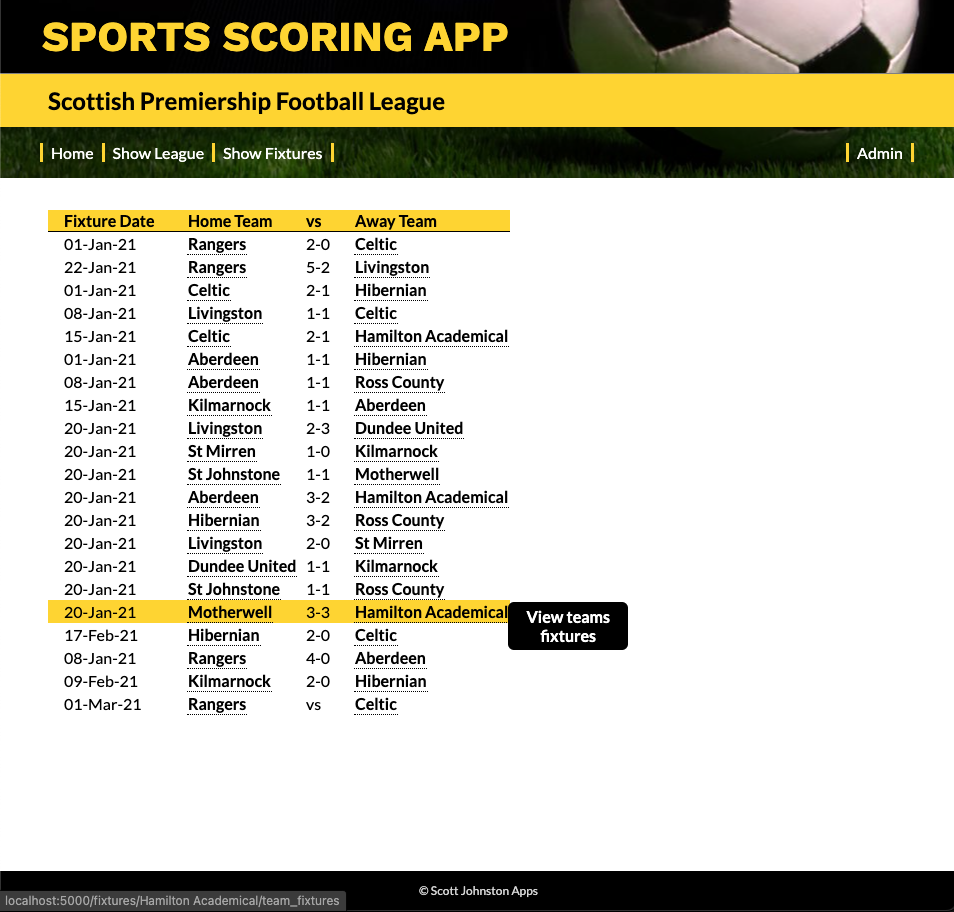 SPORTS SCORING APP
Scottish Premiership Football League
Home Show League Show Fixtures Admin
Fixture Date Home Team vs Away Team
01-Jan-21 Rangers 2-0 Celtic
22-Jan-21 Rangers 5-2 Livingston
01-Jan-21 Celtic 2-1 Hibernian
08-Jan-21 Livingston 1-1 Celtic
15-Jan-21 Celtic 2-1 Hamilton Academical
01-Jan-21 Aberdeen 1-1 Hibernian
08-Jan-21 Aberdeen 1-1 Ross County
15-Jan-21 Kilmarnock 1-1 Aberdeen
20-Jan-21 Livingston 2-3 Dundee United
20-Jan-21 St Mirren 1-0 Kilmarnock
20-Jan-21 St Johnstone 1-1 Motherwell
20-Jan-21 Aberdeen 3-2 Hamilton Academical
20-Jan-21 Hibernian 3-2 Ross County
20-Jan-21 Livingston 2-0 St Mirren
20-Jan-21 Dundee United 1-1 Kilmarnock
20-Jan-21 St Johnstone 1-1 Ross County
20-Jan-21 Motherwell 3-3 Hamilton Academical
View teams
fixtures
17-Feb-21 Hibernian 2-0 Celtic
08-Jan-21 Rangers 4-0 Aberdeen
09-Feb-21 Kilmarnock 2-0 Hibernian
01-Mar-21 Rangers vs Celtic
© Scott Johnston Apps
localhost:5000/fixtures/Hamilton Academical/team_fixtures